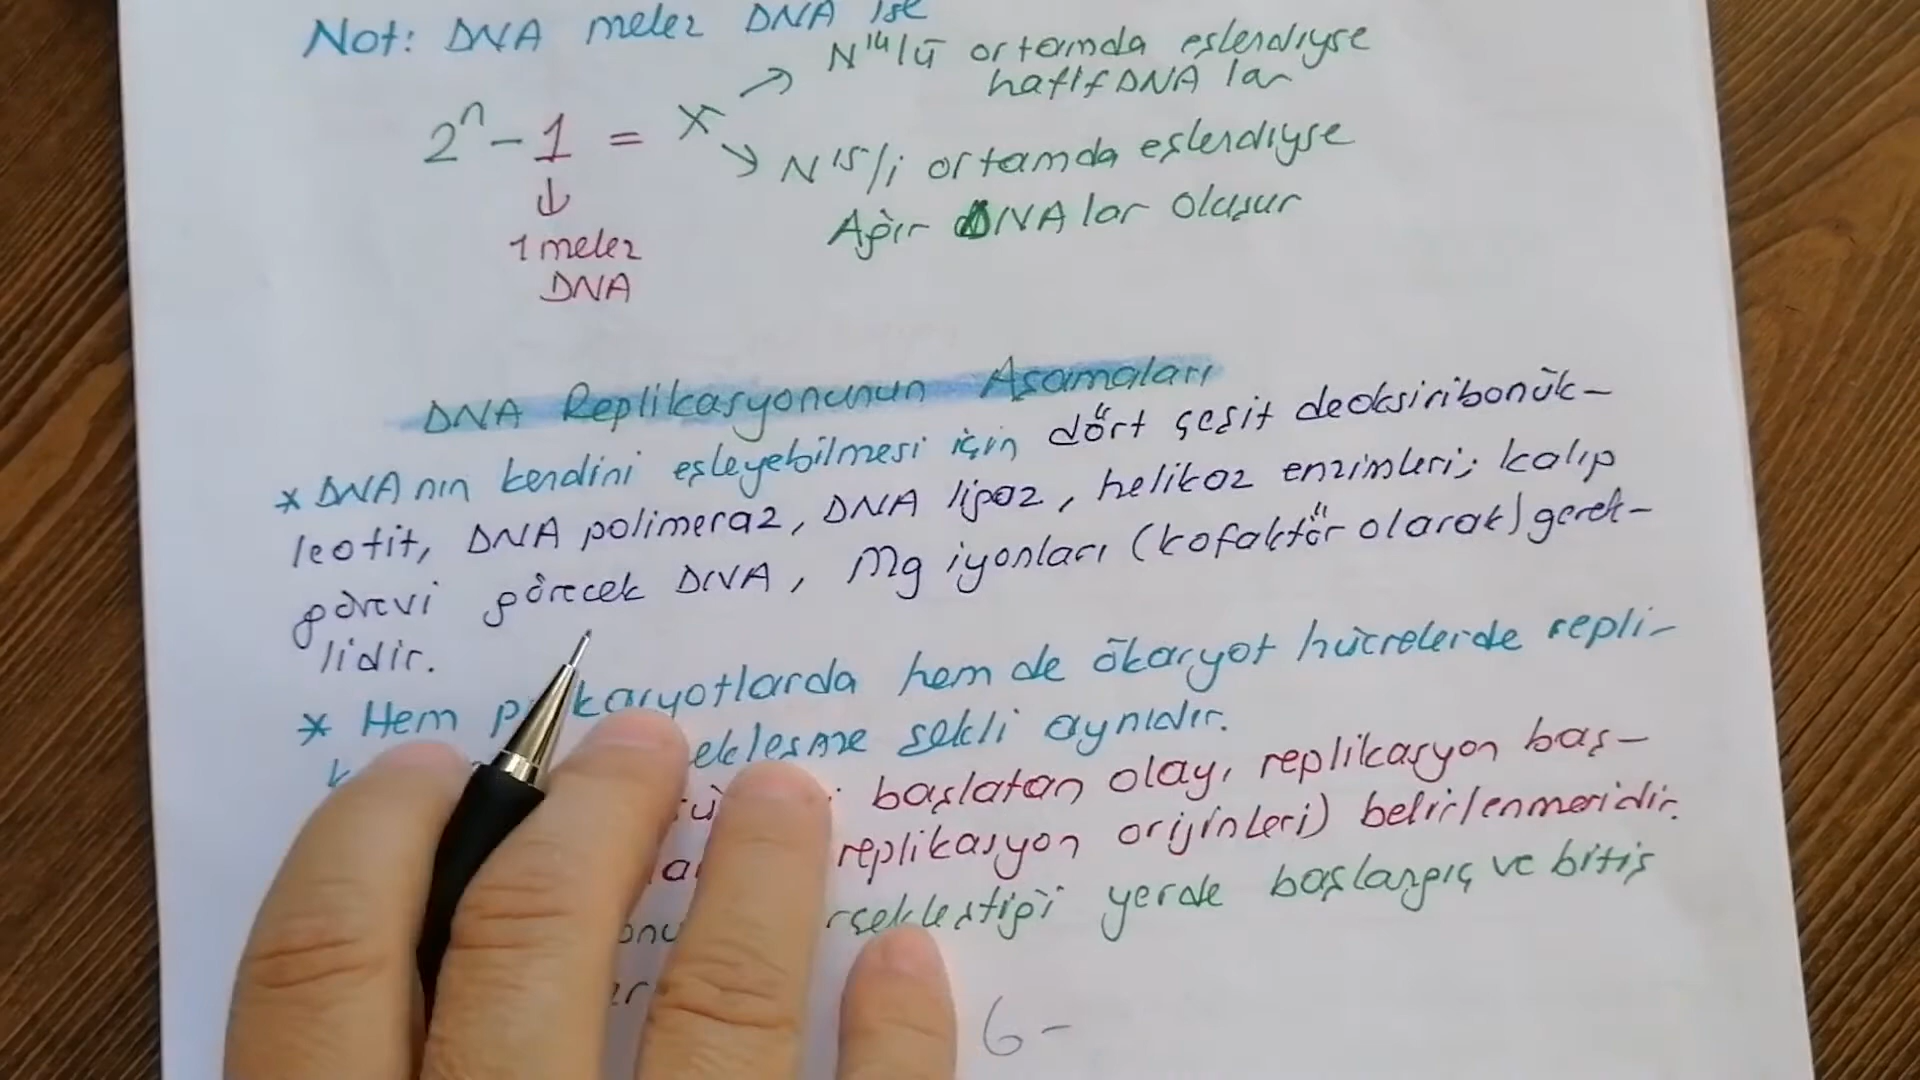 Not: DNA melez DNA ise
N¹⁴/lü ortamda eşlendiyse
hafif DNA lar
2ⁿ - 1 = x
N¹⁵/i ortamda eşlendiyse
Ağır DNA lar oluşur
↓
1 melez
DNA
DNA Replikasyonunun Aşamaları
* DNA nın kendini eşleyebilmesi için dört çeşit deoksiribonük-
leotit, DNA polimeraz, DNA ligaz, helikaz enzimleri; kalıp
görevi görecek DNA, Mg iyonları (kofaktör olarak) gerek-
lidir.
* Hem karyotlarda hem de ökaryot hücrelerde repli-
ekleşme şekli aynıdır.
başlatan olay, replikasyon baş-
replikasyon orijinleri) belirlenmesidir.
yerde başlangıç ve bitiş
6-